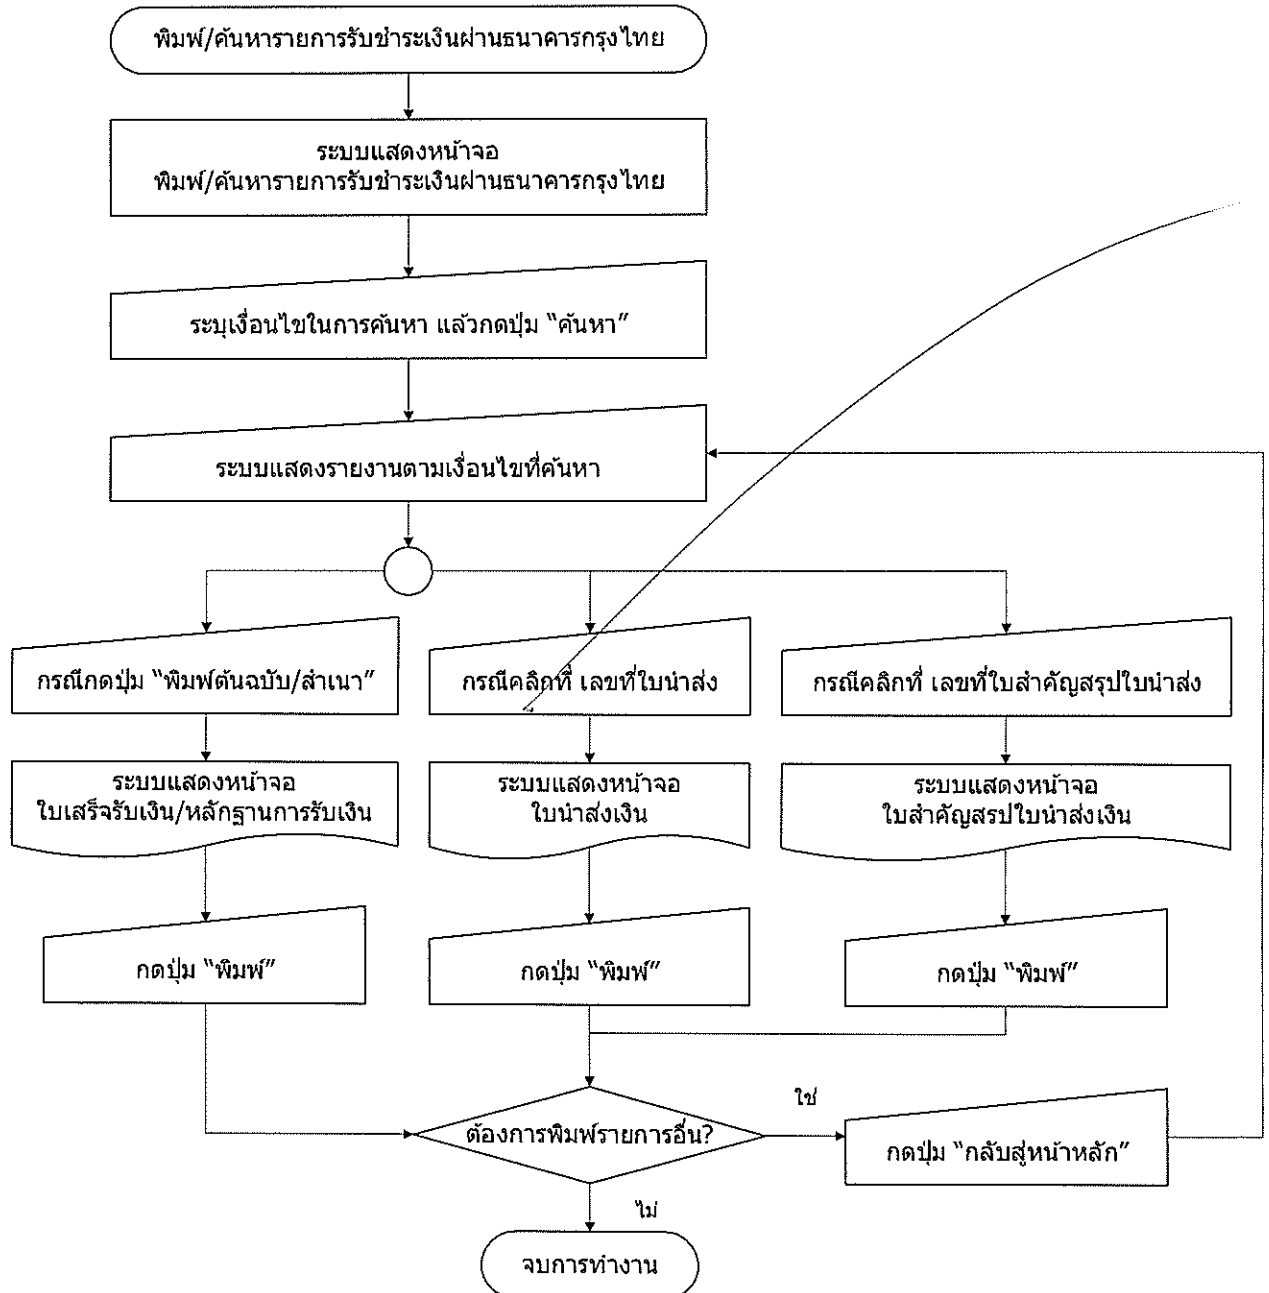 พิมพ์/ค้นหารายการรับชำระเงินผ่านธนาคารกรุงไทย
ระบบแสดงหน้าจอ
พิมพ์/ค้นหารายการรับชำระเงินผ่านธนาคารกรุงไทย
ระบุเงื่อนไขในการค้นหา แล้วกดปุ่ม “ค้นหา”
ระบบแสดงรายงานตามเงื่อนไขที่ค้นหา
กรณีกดปุ่ม “พิมพ์ต้นฉบับ/สำเนา”
กรณีคลิกที่ เลขที่ใบนำส่ง
กรณีคลิกที่ เลขที่ใบสำคัญสรุปใบนำส่ง
ระบบแสดงหน้าจอ
ใบเสร็จรับเงิน/หลักฐานการรับเงิน
ระบบแสดงหน้าจอ
ใบนำส่งเงิน
ระบบแสดงหน้าจอ
ใบสำคัญสรุปใบนำส่งเงิน
กดปุ่ม “พิมพ์”
กดปุ่ม “พิมพ์”
กดปุ่ม “พิมพ์”
ต้องการพิมพ์รายการอื่น?
ใช่
กดปุ่ม “กลับสู่หน้าหลัก”
ไม่
จบการทำงาน